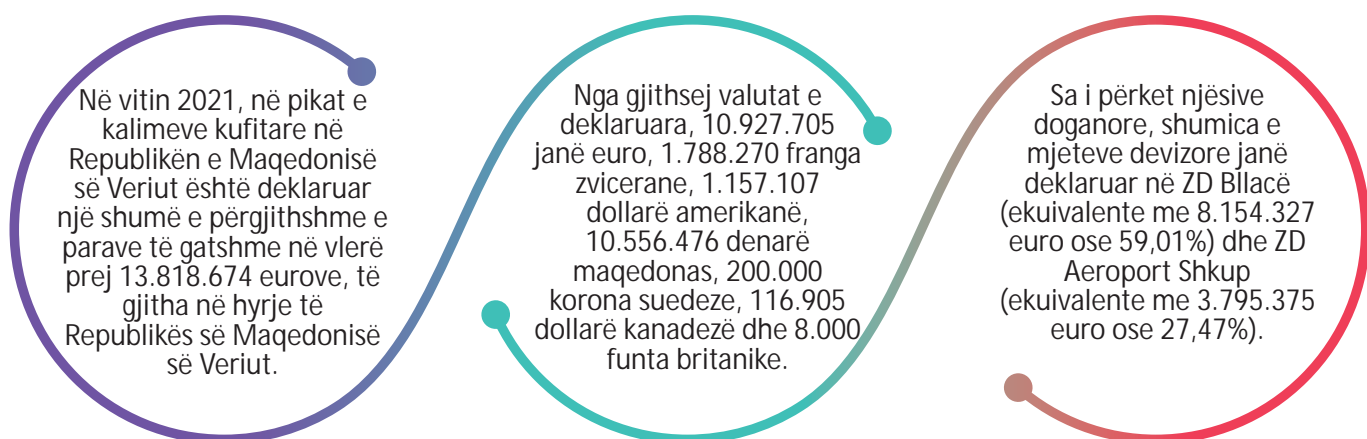 Në vitin 2021, në pikat e
kalimeve kufitare në
Republikën e Maqedonisë
së Veriut është deklaruar
një shumë e përgjithshme e
parave të gatshme në vlerë
prej 13.818.674 eurove, të
gjitha në hyrje të
Republikës së Maqedonisë
së Veriut.
Nga gjithsej valutat e
deklaruara, 10.927.705
janë euro, 1.788.270 franga
zvicerane, 1.157.107
dollarë amerikanë,
10.556.476 denarë
maqedonas, 200.000
korona suedeze, 116.905
dollarë kanadezë dhe 8.000
funta britanike.
Sa i përket njësive
doganore, shumica e
mjeteve devizore janë
deklaruar në ZD Bllacë
(ekuivalente me 8.154.327
euro ose 59,01%) dhe ZD
Aeroport Shkup
(ekuivalente me 3.795.375
euro ose 27,47%).